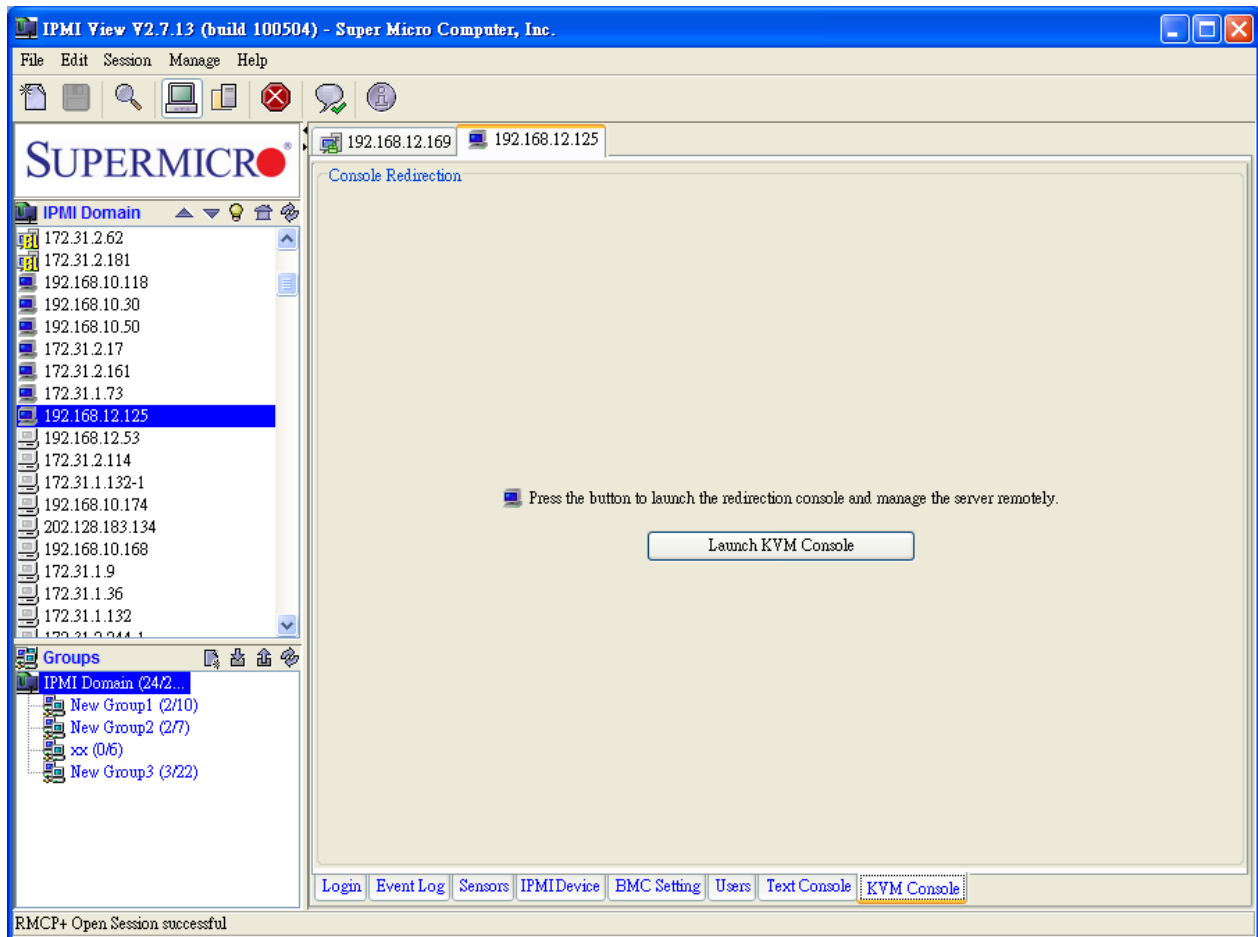 IPMI View V2.7.13 (build 100504) - Super Micro Computer, Inc.
File Edit Session Manage Help
SUPERMICRO
IPMI Domain
172.31.2.62
172.31.2.181
192.168.10.118
192.168.10.30
192.168.10.50
172.31.2.17
172.31.2.161
172.31.1.73
192.168.12.125
192.168.12.53
172.31.2.114
172.31.1.132-1
192.168.10.174
202.128.183.134
192.168.10.168
172.31.1.9
172.31.1.36
172.31.1.132
172.31.2.244-1
Groups
IPMI Domain (24/2...
New Group1 (2/10)
New Group2 (2/7)
xx (0/6)
New Group3 (3/22)
192.168.12.169 192.168.12.125
Console Redirection
Press the button to launch the redirection console and manage the server remotely.
Launch KVM Console
Login Event Log Sensors IPMI Device BMC Setting Users Text Console KVM Console
RMCP+ Open Session successful